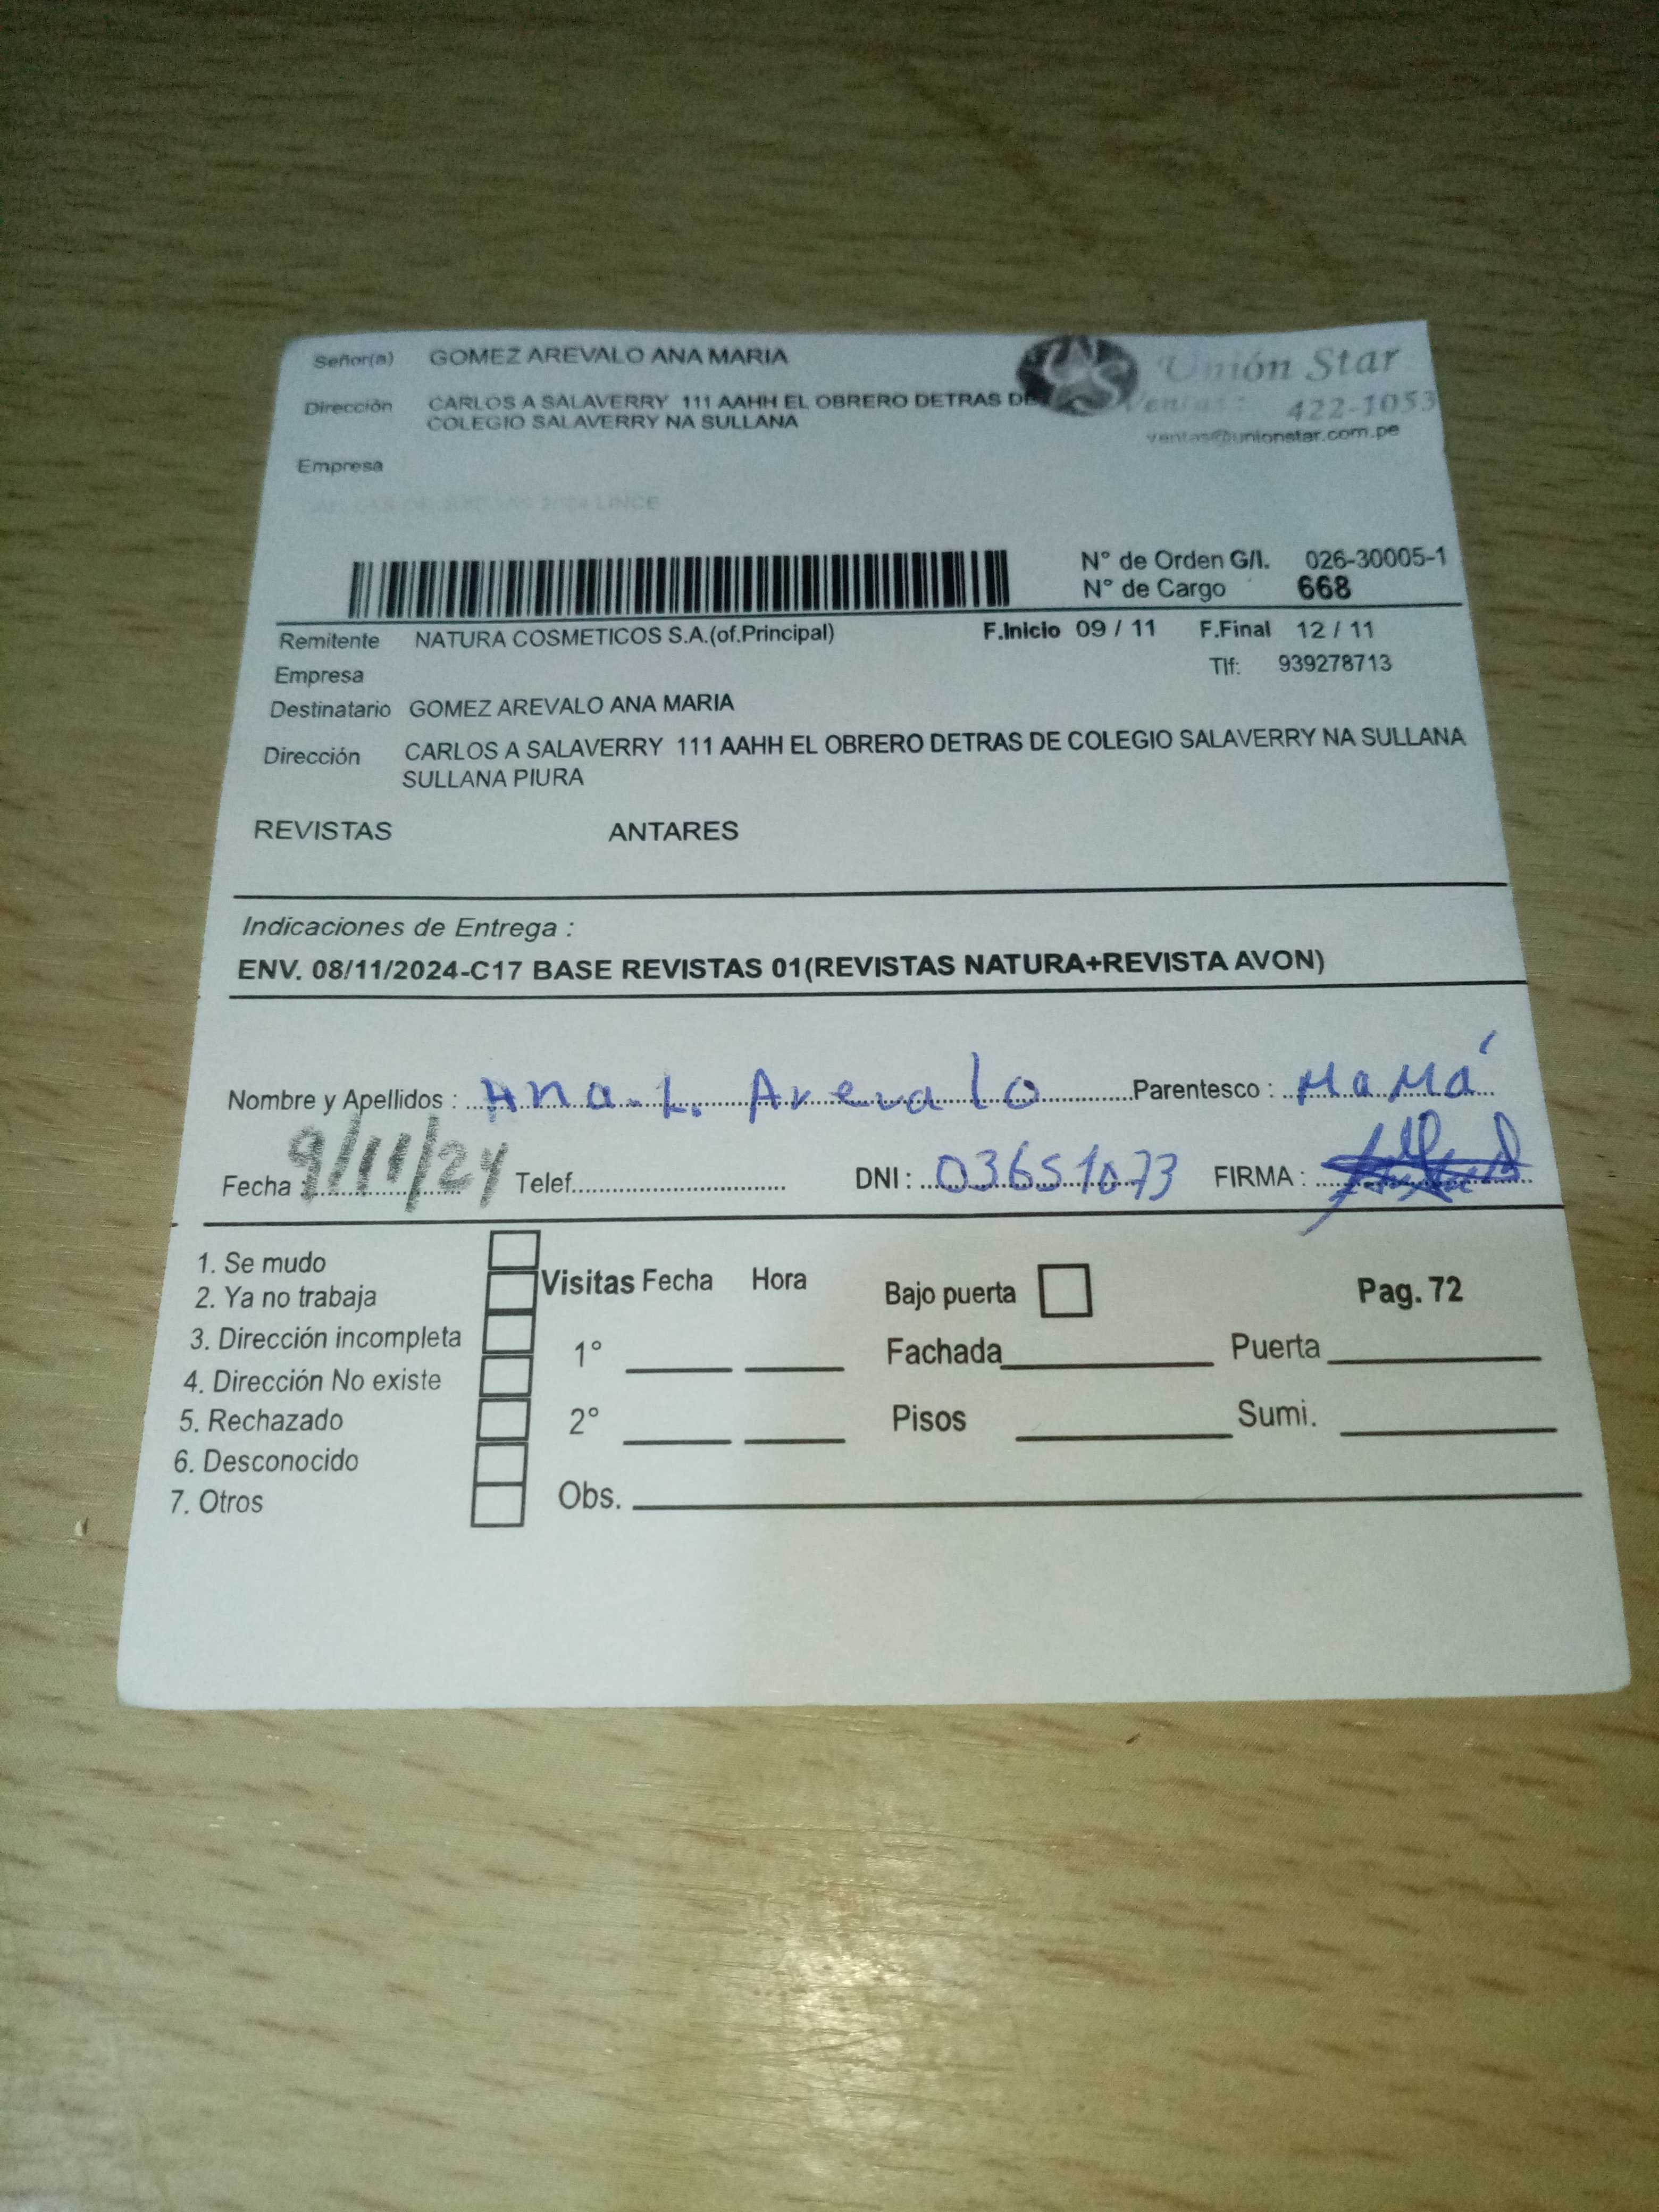 Señor(a) GOMEZ AREVALO ANA MARIA
Unión Star
Dirección CARLOS A SALAVERRY 111 AAHH EL OBRERO DETRAS DE
COLEGIO SALAVERRY NA SULLANA
Ventas: 422-1053
ventas@unionstar.com.pe
Empresa
LINCE
N° de Orden G/I. 026-30005-1
N° de Cargo 668
Remitente NATURA COSMETICOS S.A.(of.Principal) F.Inicio 09 / 11 F.Final 12 / 11
Empresa Tlf: 939278713
Destinatario GOMEZ AREVALO ANA MARIA
Dirección CARLOS A SALAVERRY 111 AAHH EL OBRERO DETRAS DE COLEGIO SALAVERRY NA SULLANA
SULLANA PIURA
REVISTAS ANTARES
Indicaciones de Entrega :
ENV. 08/11/2024-C17 BASE REVISTAS 01(REVISTAS NATURA+REVISTA AVON)
Nombre y Apellidos : Ana. L. Arevalo Parentesco : MaMá
Fecha : 9/11/24 Telef. DNI : 03651073 FIRMA :
1. Se mudo
2. Ya no trabaja
3. Dirección incompleta
4. Dirección No existe
5. Rechazado
6. Desconocido
7. Otros
Visitas Fecha Hora
1°
2°
Obs.
Bajo puerta Pag. 72
Fachada Puerta
Pisos Sumi.